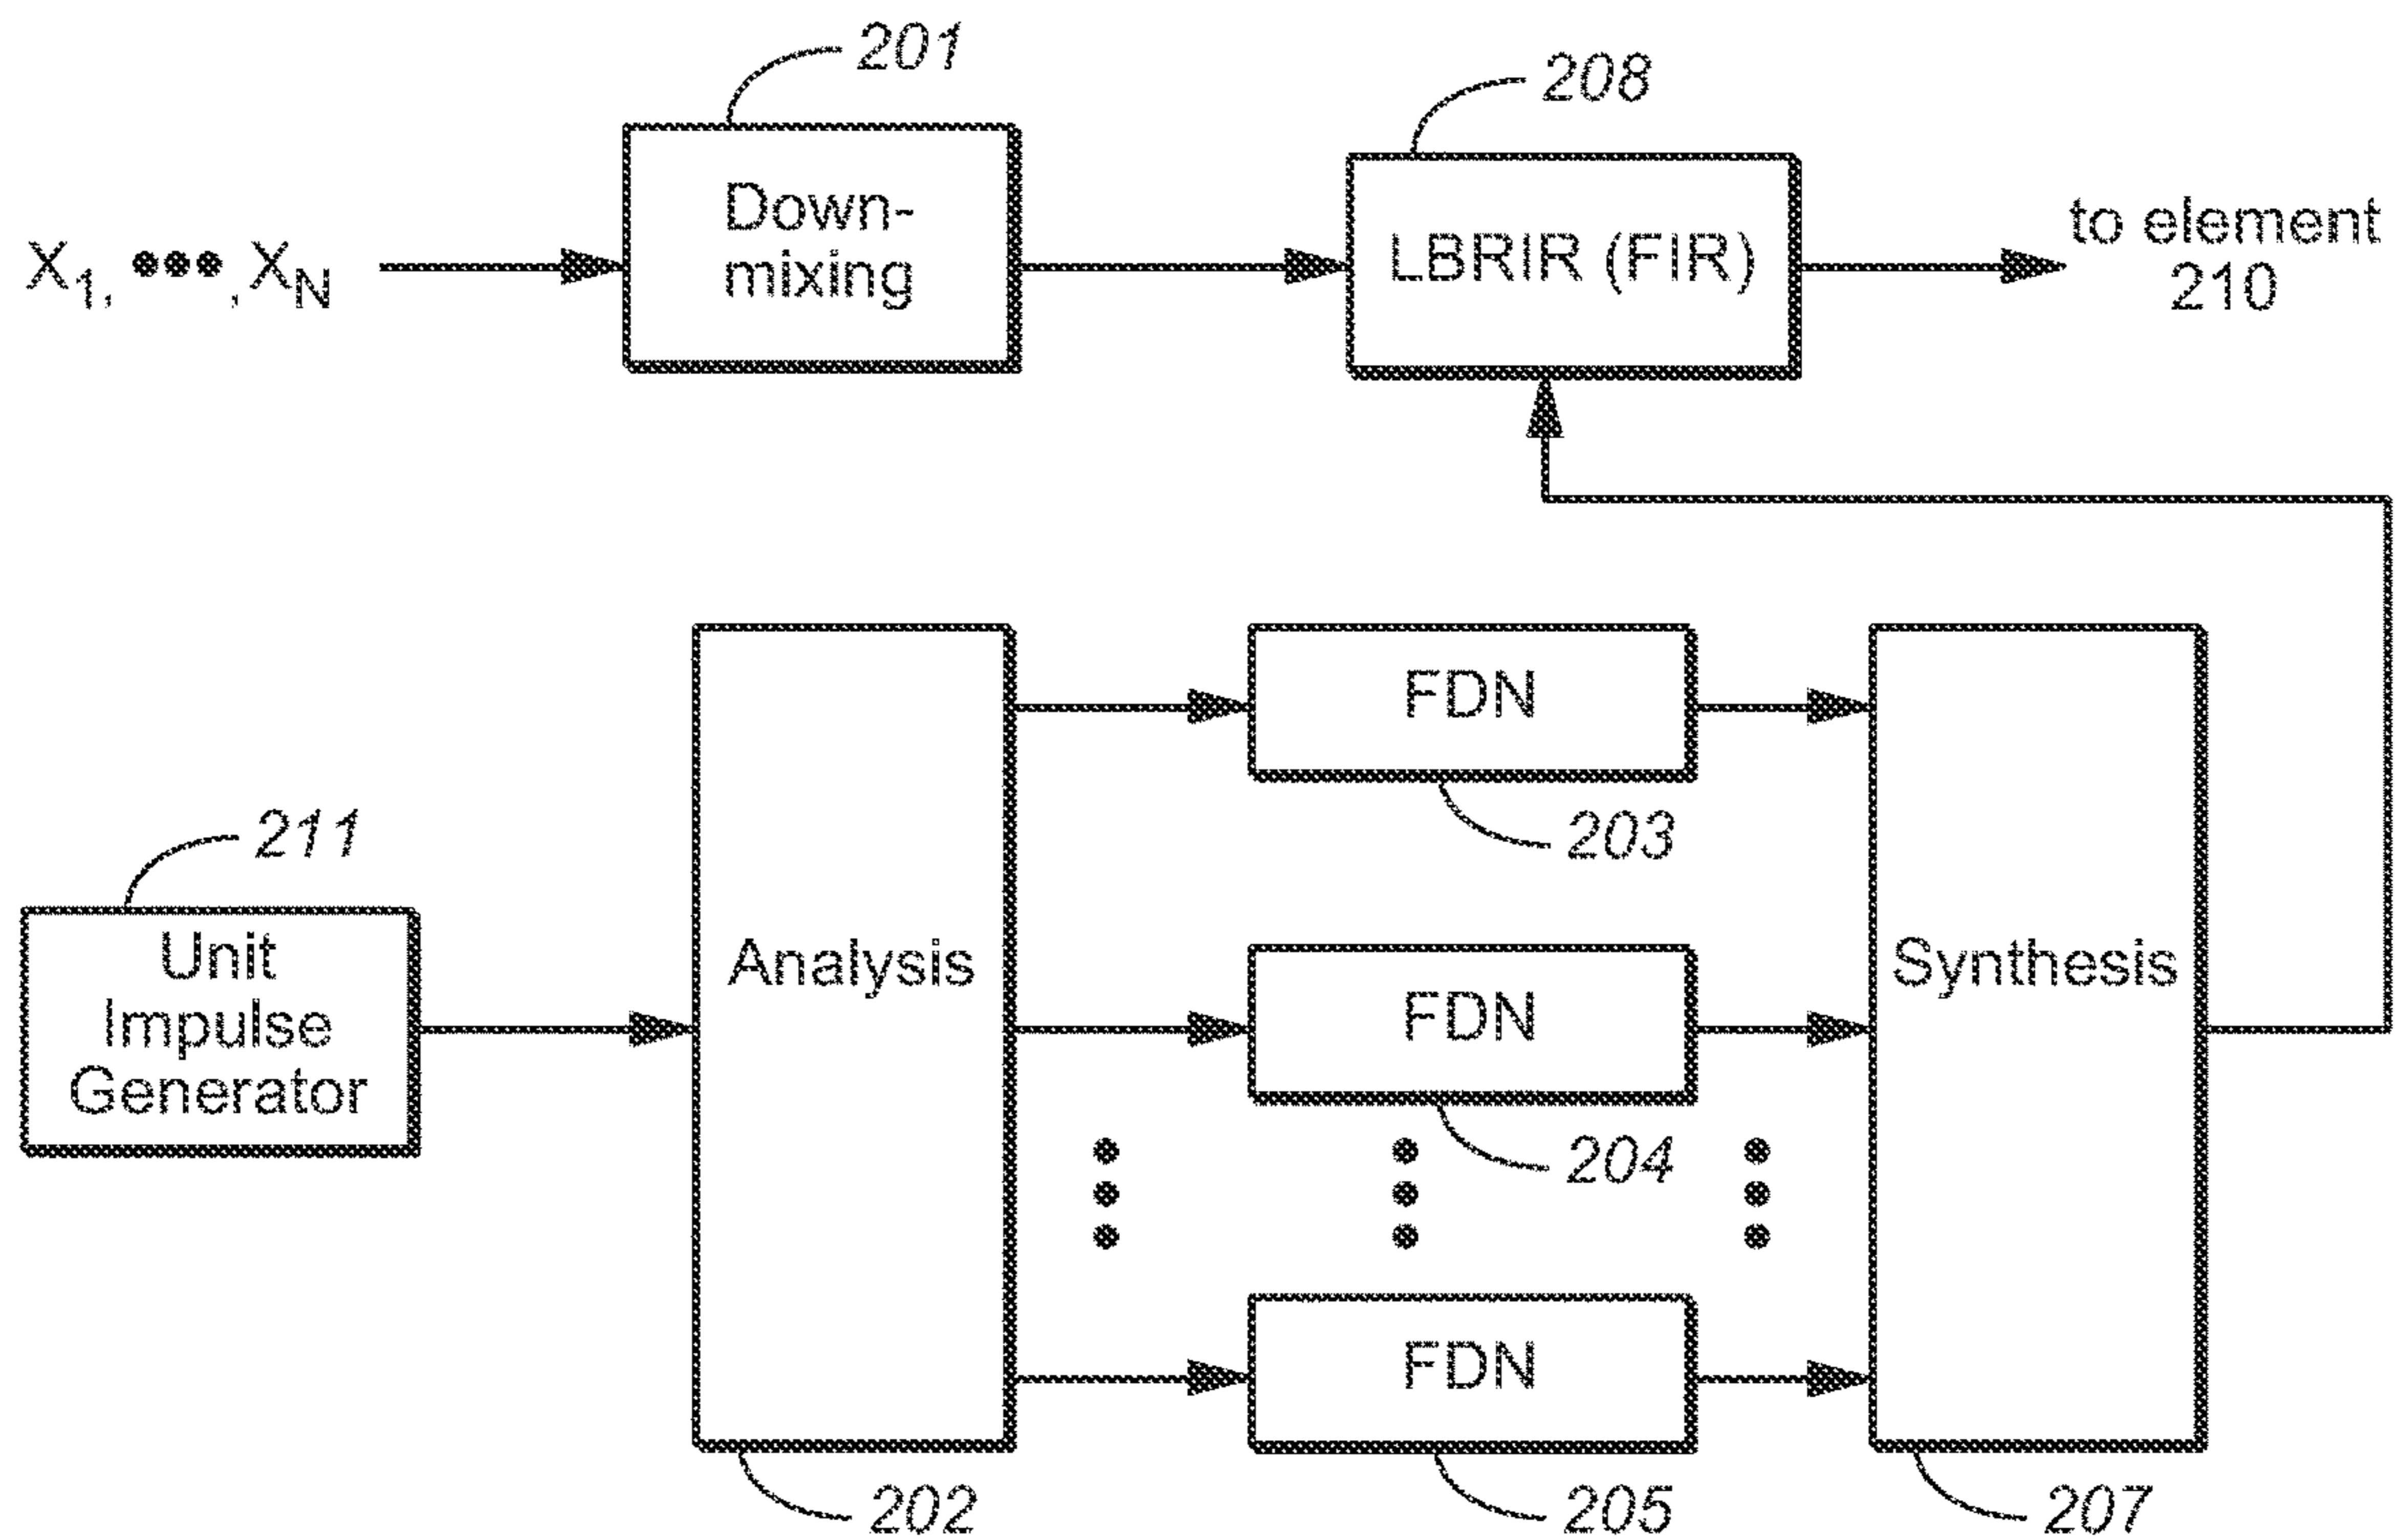 201
208
Down-
mixing
X1, •••, XN
LBRIR (FIR)
to element
210
FDN
203
211
Unit
Impulse
Generator
Analysis
FDN
204
Synthesis
FDN
202
205
207